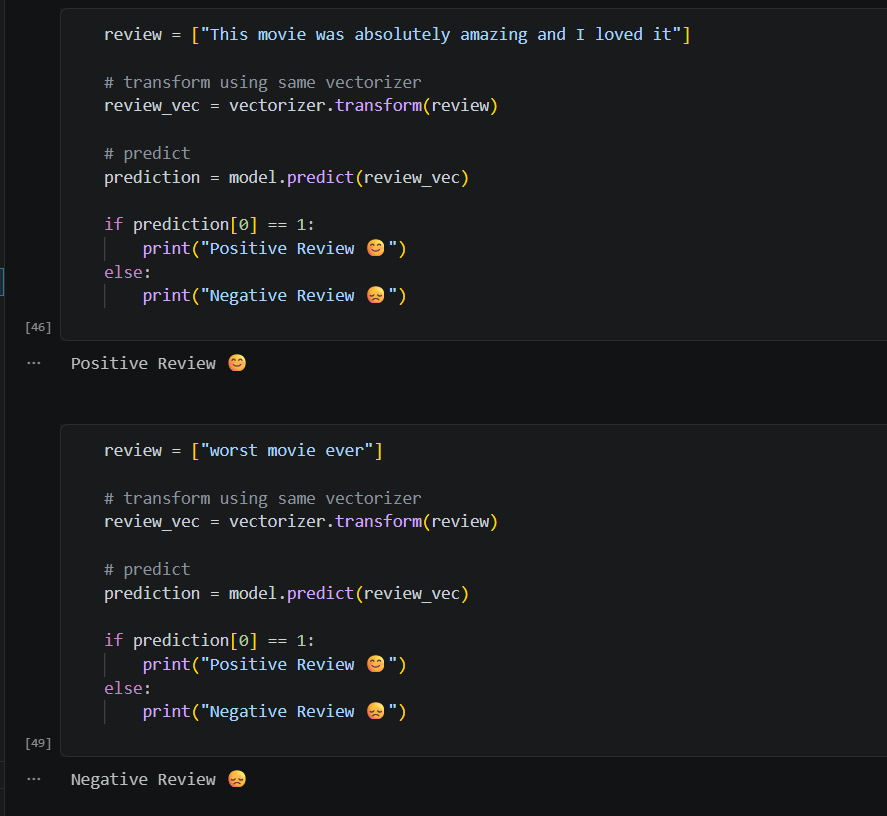 review = ["This movie was absolutely amazing and I loved it"]
# transform using same vectorizer
review_vec = vectorizer.transform(review)
# predict
prediction = model.predict(review_vec)
if prediction[0] == 1:
    print("Positive Review 😊")
else:
    print("Negative Review 😞")
[46]
... Positive Review 😊
review = ["worst movie ever"]
# transform using same vectorizer
review_vec = vectorizer.transform(review)
# predict
prediction = model.predict(review_vec)
if prediction[0] == 1:
    print("Positive Review 😊")
else:
    print("Negative Review 😞")
[49]
... Negative Review 😞